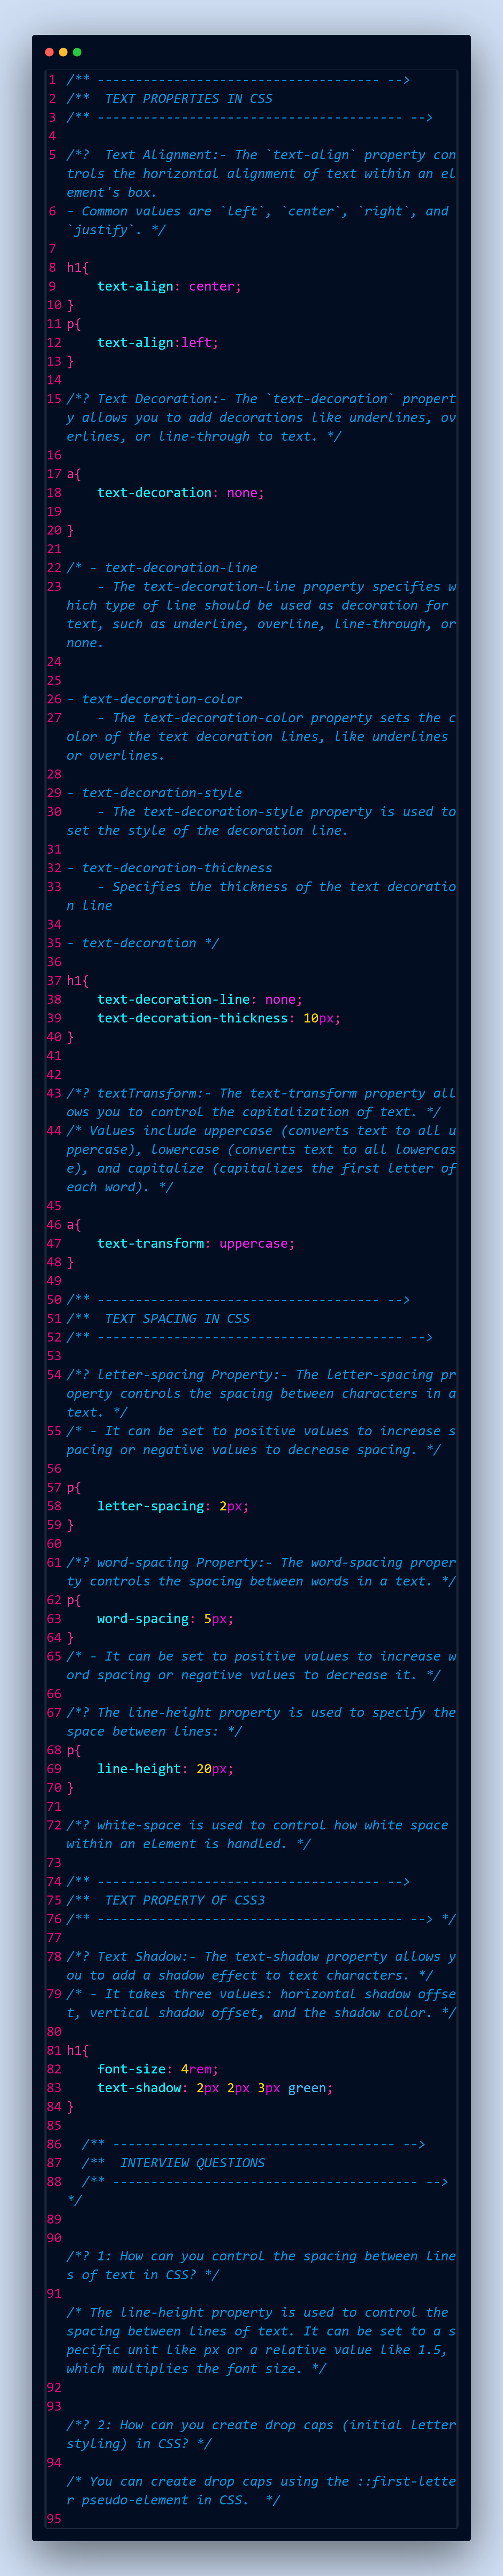 1 /** ------------------------------------- -->
2 /**  TEXT PROPERTIES IN CSS
3 /** ---------------------------------------- -->
4
5 /*?  Text Alignment:- The `text-align` property con
trols the horizontal alignment of text within an el
ement's box.
6 - Common values are `left`, `center`, `right`, and
`justify`. */
7
8 h1{
9     text-align: center;
10 }
11 p{
12     text-align:left;
13 }
14
15 /*? Text Decoration:- The `text-decoration` propert
y allows you to add decorations like underlines, ov
erlines, or line-through to text. */
16
17 a{
18     text-decoration: none;
19
20 }
21
22 /* - text-decoration-line
23     - The text-decoration-line property specifies w
hich type of line should be used as decoration for
text, such as underline, overline, line-through, or
none.
24
25
26 - text-decoration-color
27     - The text-decoration-color property sets the c
olor of the text decoration lines, like underlines
or overlines.
28
29 - text-decoration-style
30     - The text-decoration-style property is used to
set the style of the decoration line.
31
32 - text-decoration-thickness
33     - Specifies the thickness of the text decoratio
n line
34
35 - text-decoration */
36
37 h1{
38     text-decoration-line: none;
39     text-decoration-thickness: 10px;
40 }
41
42
43 /*? textTransform:- The text-transform property all
ows you to control the capitalization of text. */
44 /* Values include uppercase (converts text to all u
ppercase), lowercase (converts text to all lowercas
e), and capitalize (capitalizes the first letter of
each word). */
45
46 a{
47     text-transform: uppercase;
48 }
49
50 /** ------------------------------------- -->
51 /**  TEXT SPACING IN CSS
52 /** ---------------------------------------- -->
53
54 /*? letter-spacing Property:- The letter-spacing pr
operty controls the spacing between characters in a
text. */
55 /* - It can be set to positive values to increase s
pacing or negative values to decrease spacing. */
56
57 p{
58     letter-spacing: 2px;
59 }
60
61 /*? word-spacing Property:- The word-spacing proper
ty controls the spacing between words in a text. */
62 p{
63     word-spacing: 5px;
64 }
65 /* - It can be set to positive values to increase w
ord spacing or negative values to decrease it. */
66
67 /*? The line-height property is used to specify the
space between lines: */
68 p{
69     line-height: 20px;
70 }
71
72 /*? white-space is used to control how white space
within an element is handled. */
73
74 /** ------------------------------------- -->
75 /**  TEXT PROPERTY OF CSS3
76 /** ---------------------------------------- --> */
77
78 /*? Text Shadow:- The text-shadow property allows y
ou to add a shadow effect to text characters. */
79 /* - It takes three values: horizontal shadow offse
t, vertical shadow offset, and the shadow color. */
80
81 h1{
82     font-size: 4rem;
83     text-shadow: 2px 2px 3px green;
84 }
85
86   /** ------------------------------------- -->
87   /**  INTERVIEW QUESTIONS
88   /** ---------------------------------------- -->
*/
89
90
/*? 1: How can you control the spacing between line
s of text in CSS? */
91
/* The line-height property is used to control the
spacing between lines of text. It can be set to a s
pecific unit like px or a relative value like 1.5,
which multiplies the font size. */
92
93
/*? 2: How can you create drop caps (initial letter
styling) in CSS? */
94
/* You can create drop caps using the ::first-lette
r pseudo-element in CSS.  */
95